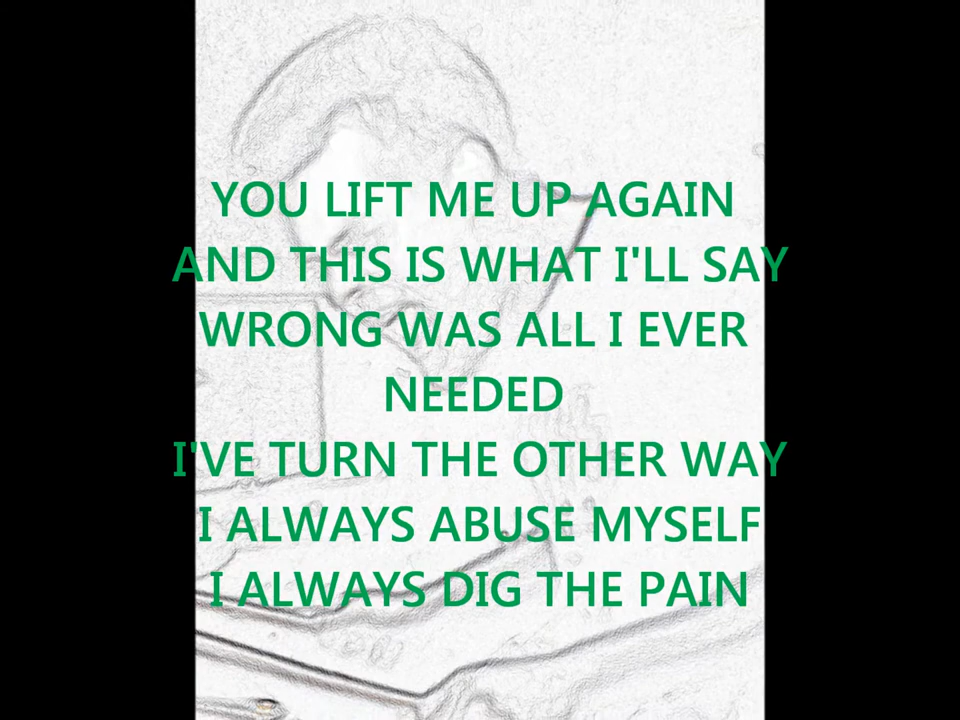 YOU LIFT ME UP AGAIN
AND THIS IS WHAT I'LL SAY
WRONG WAS ALL I EVER
NEEDED
I'VE TURN THE OTHER WAY
I ALWAYS ABUSE MYSELF
I ALWAYS DIG THE PAIN